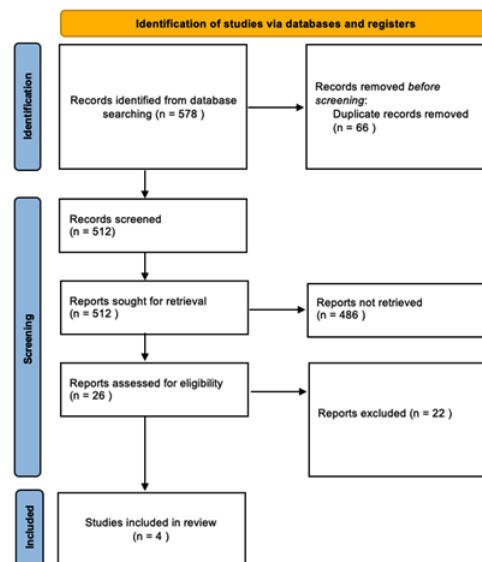 Identification of studies via databases and registers
Identification
Records identified from database
searching (n = 578 )
Records removed before
screening:
Duplicate records removed
(n = 66 )
Screening
Records screened
(n = 512)
Reports sought for retrieval
(n = 512 )
Reports not retrieved
(n = 486 )
Reports assessed for eligibility
(n = 26 )
Reports excluded (n = 22 )
Included
Studies included in review
(n = 4 )